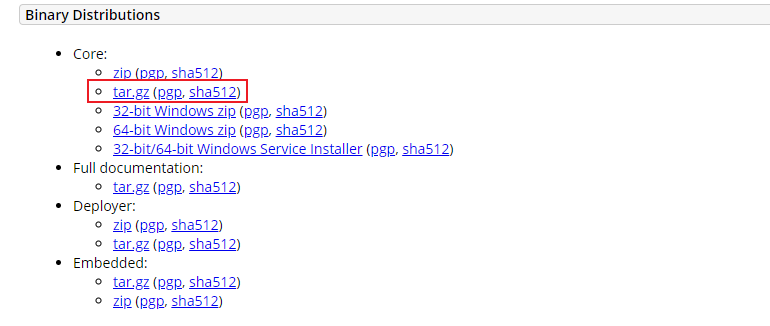 Binary Distributions
Core:
zip (pgp, sha512)
tar.gz (pgp, sha512)
32-bit Windows zip (pgp, sha512)
64-bit Windows zip (pgp, sha512)
32-bit/64-bit Windows Service Installer (pgp, sha512)
Full documentation:
tar.gz (pgp, sha512)
Deployer:
zip (pgp, sha512)
tar.gz (pgp, sha512)
Embedded:
tar.gz (pgp, sha512)
zip (pgp, sha512)